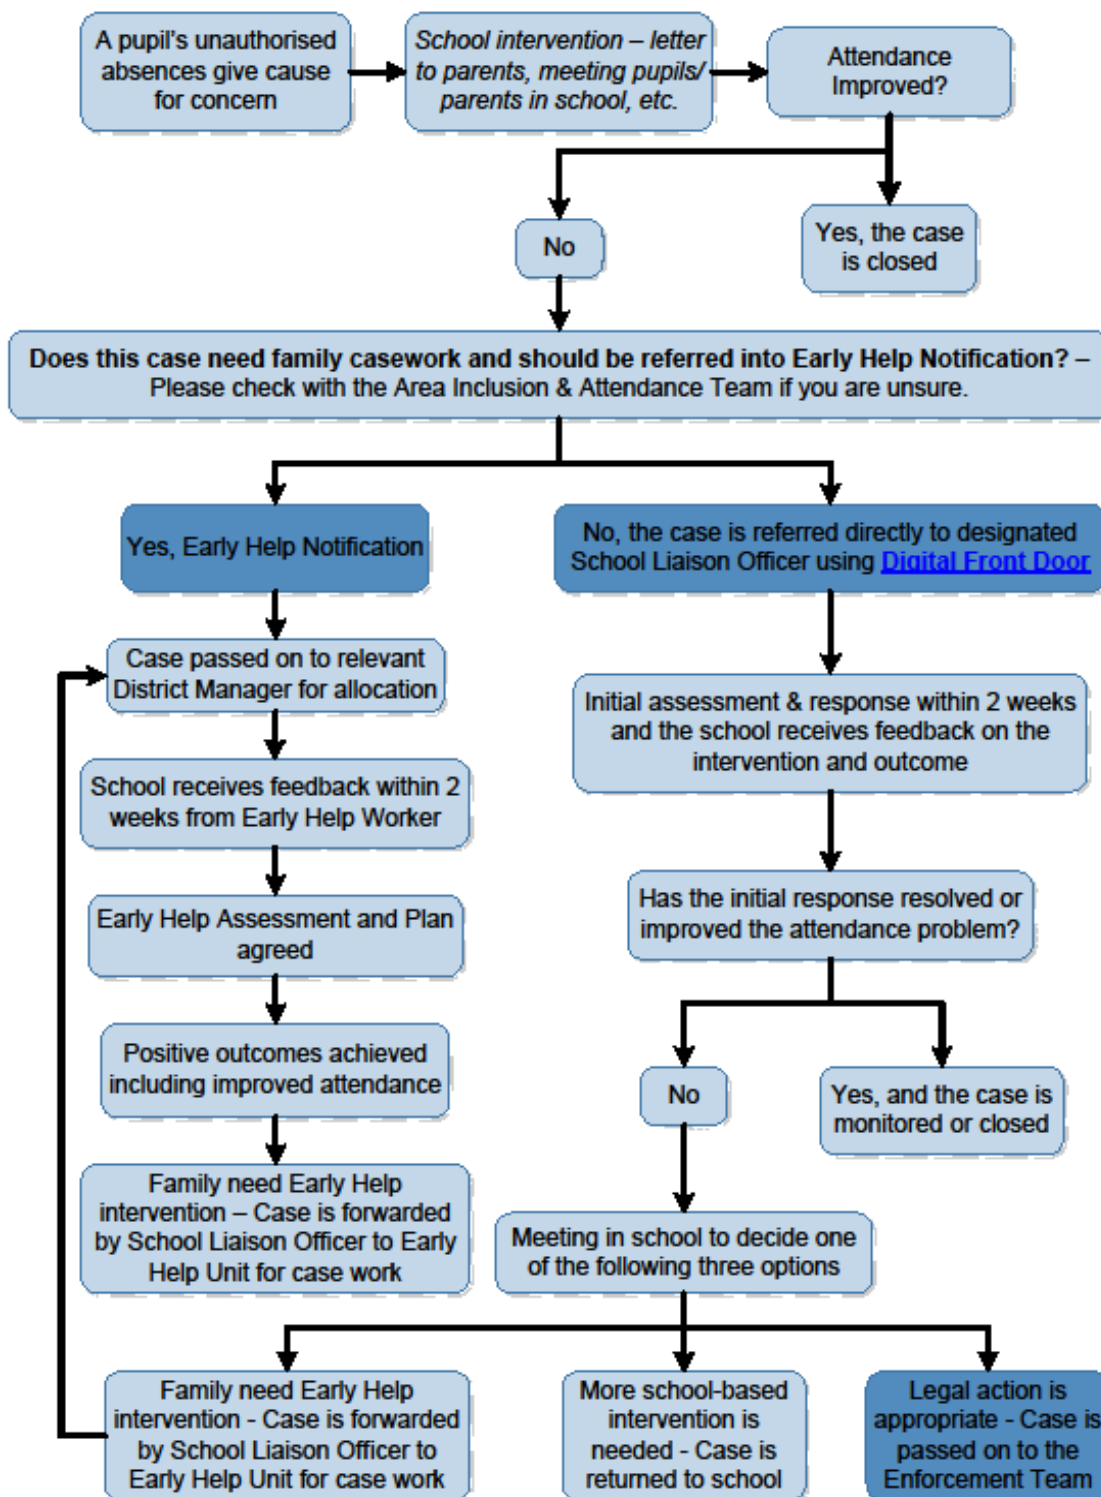 A pupil's unauthorised
absences give cause
for concern
School intervention – letter
to parents, meeting pupils/
parents in school, etc.
Attendance
Improved?
No
Yes, the case
is closed
Does this case need family casework and should be referred into Early Help Notification? –
Please check with the Area Inclusion & Attendance Team if you are unsure.
Yes, Early Help Notification
No, the case is referred directly to designated
School Liaison Officer using Digital Front Door
Case passed on to relevant
District Manager for allocation
School receives feedback within 2
weeks from Early Help Worker
Early Help Assessment and Plan
agreed
Positive outcomes achieved
including improved attendance
Family need Early Help
intervention – Case is forwarded
by School Liaison Officer to Early
Help Unit for case work
Initial assessment & response within 2 weeks
and the school receives feedback on the
intervention and outcome
Has the initial response resolved or
improved the attendance problem?
No
Yes, and the case is
monitored or closed
Meeting in school to decide one
of the following three options
Family need Early Help
intervention - Case is forwarded
by School Liaison Officer to
Early Help Unit for case work
More school-based
intervention is
needed - Case is
returned to school
Legal action is
appropriate - Case is
passed on to the
Enforcement Team